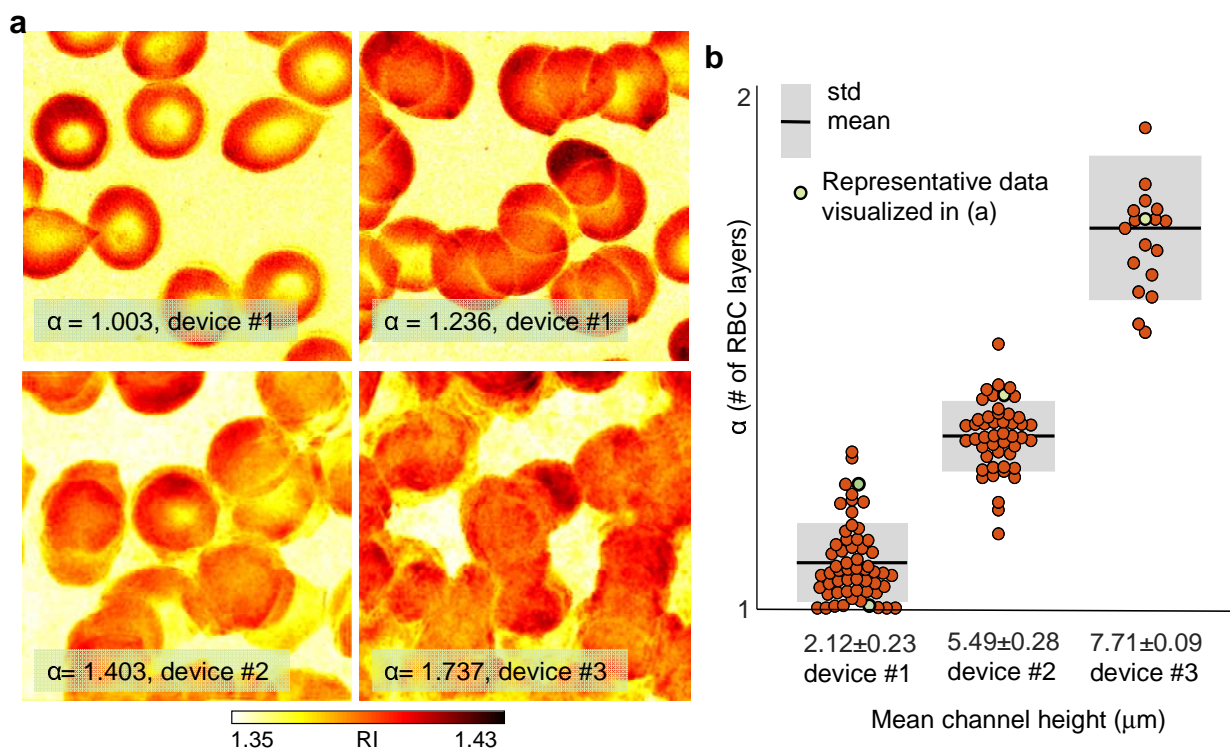 a
α = 1.003, device #1
α = 1.236, device #1
α= 1.403, device #2
α= 1.737, device #3
1.35
RI
1.43
b
2
std
mean
Representative data
visualized in (a)
α (# of RBC layers)
1
2.12±0.23
device #1
5.49±0.28
device #2
7.71±0.09
device #3
Mean channel height (μm)